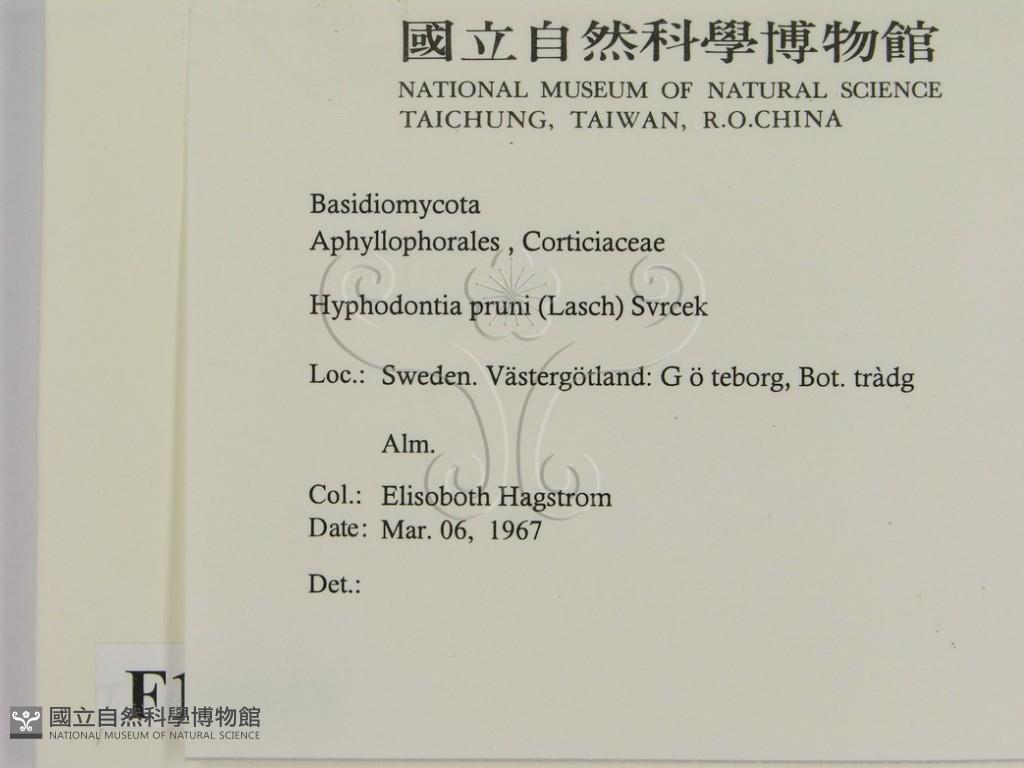 國立自然科學博物館
NATIONAL MUSEUM OF NATURAL SCIENCE
TAICHUNG, TAIWAN, R.O.CHINA
Basidiomycota
Aphyllophorales , Corticiaceae
Hyphodontia pruni (Lasch) Svrcek
Loc.: Sweden. Västergötland: G ö teborg, Bot. tràdg
Alm.
Col.: Elisoboth Hagstrom
Date: Mar. 06, 1967
Det.:
F1
國立自然科學博物館
NATIONAL MUSEUM OF NATURAL SCIENCE